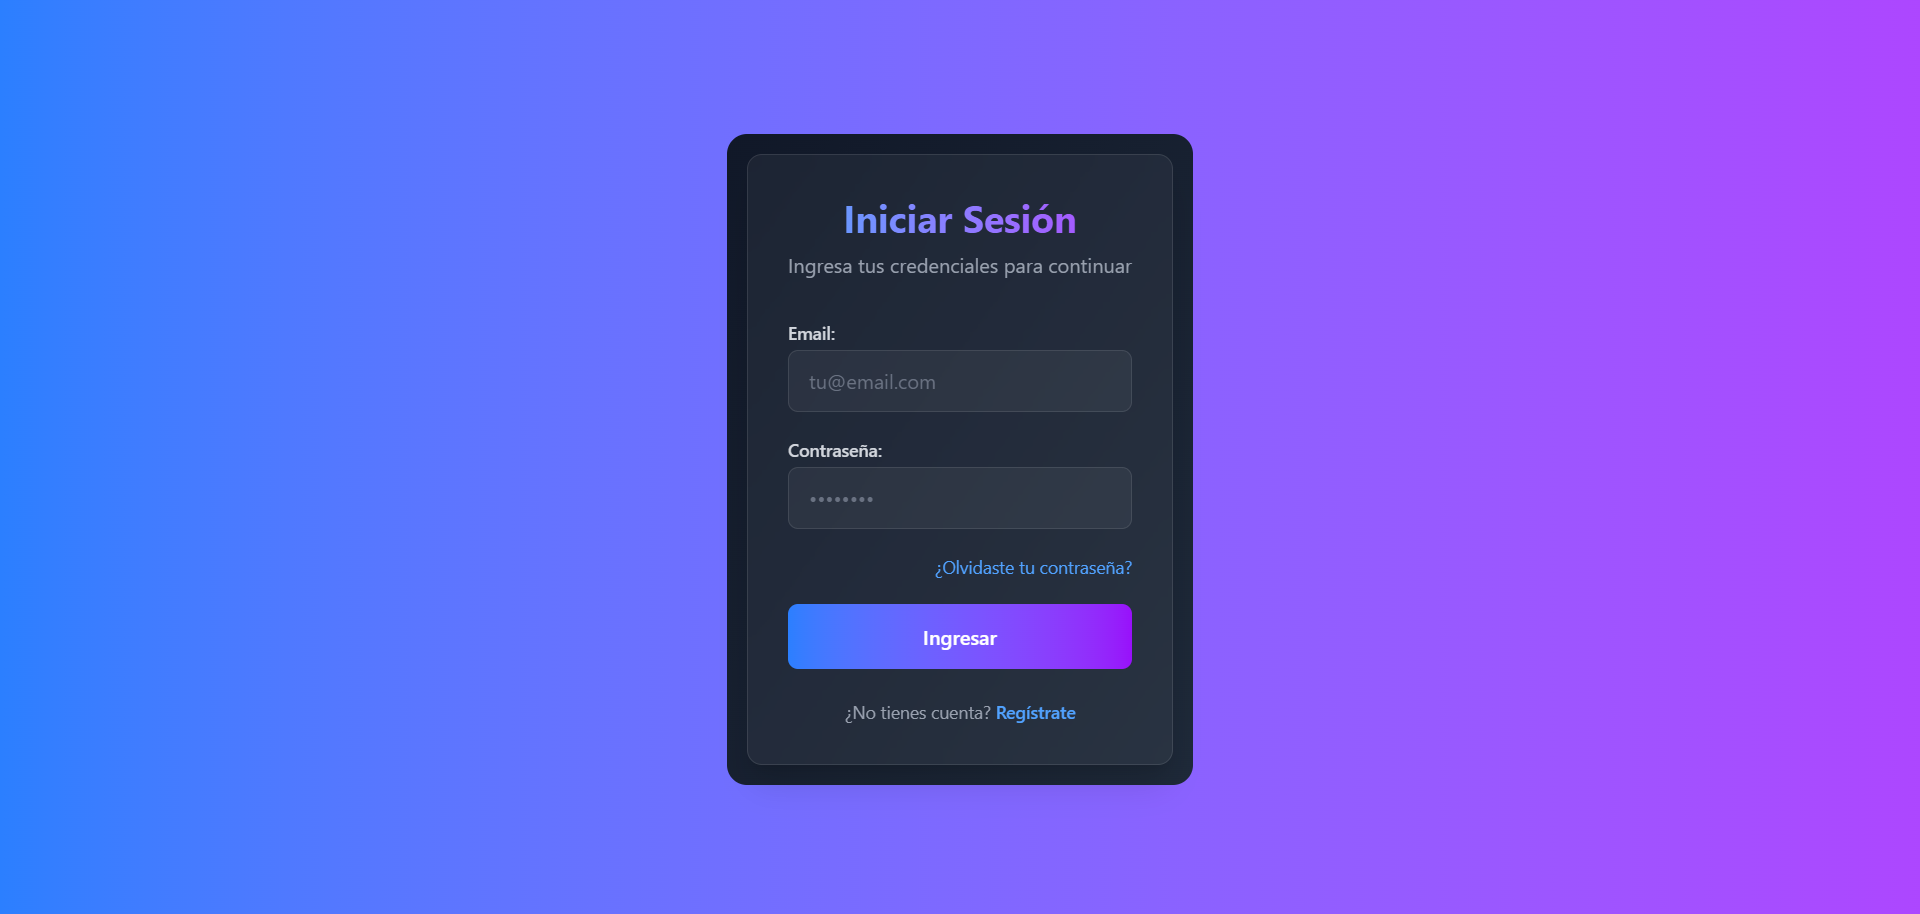 Iniciar Sesión
Ingresa tus credenciales para continuar
Email:
tu@email.com
Contraseña:
••••••••
¿Olvidaste tu contraseña?
Ingresar
¿No tienes cuenta? Regístrate